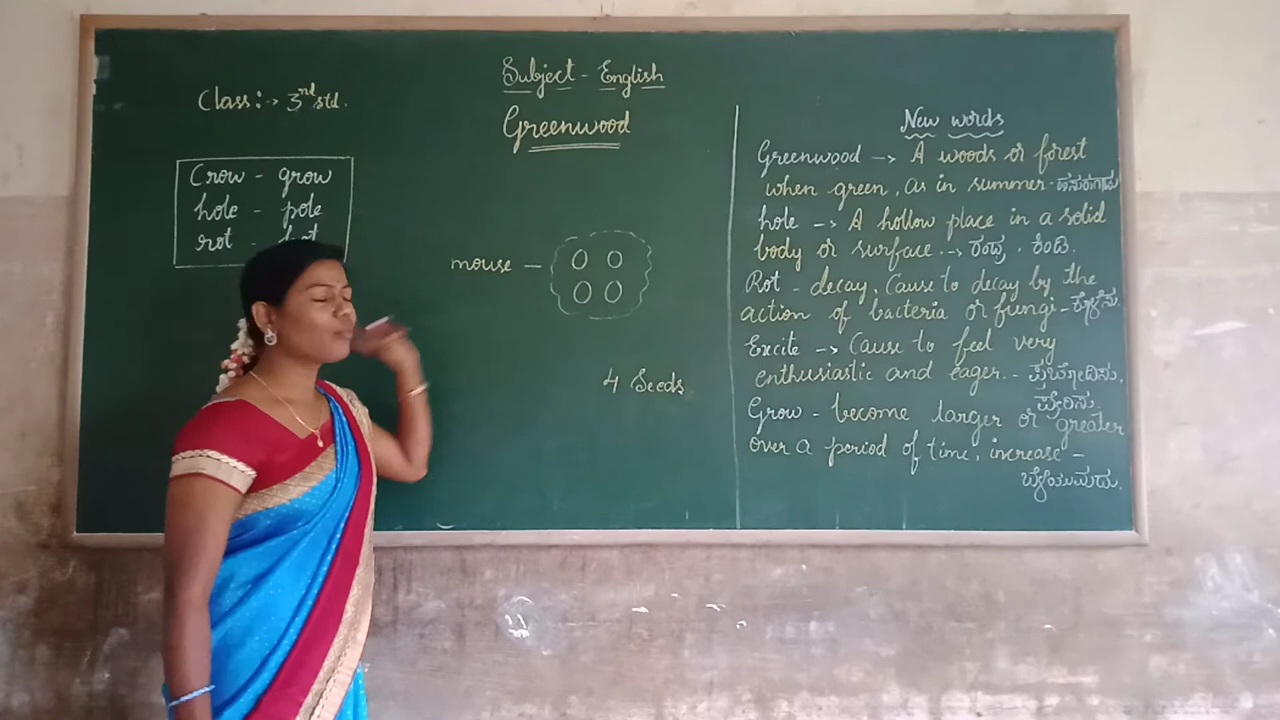 Subject - English
Class :-> 3rd std.
Greenwood
Crow - grow
hole - pole
rot -
mouse -
4 Seeds
New words
Greenwood -> A woods or forest
when green, as in summer - ಹಸುರುಗಾಡು
hole -> A hollow place in a solid
body or surface. -> ರಂಧ್ರ, ಕಿಂಡಿ.
Rot - decay, Cause to decay by the
action of bacteria or fungi - ಕ್ಕೊಳೆಸು.
Excite -> Cause to feel very
enthusiastic and eager. - ಪ್ರಚೋದಿಸು,
ಪ್ರೇರಿಸು.
Grow - become larger or greater
over a period of time, increase -
ಬೆಳೆಯುವುದು.